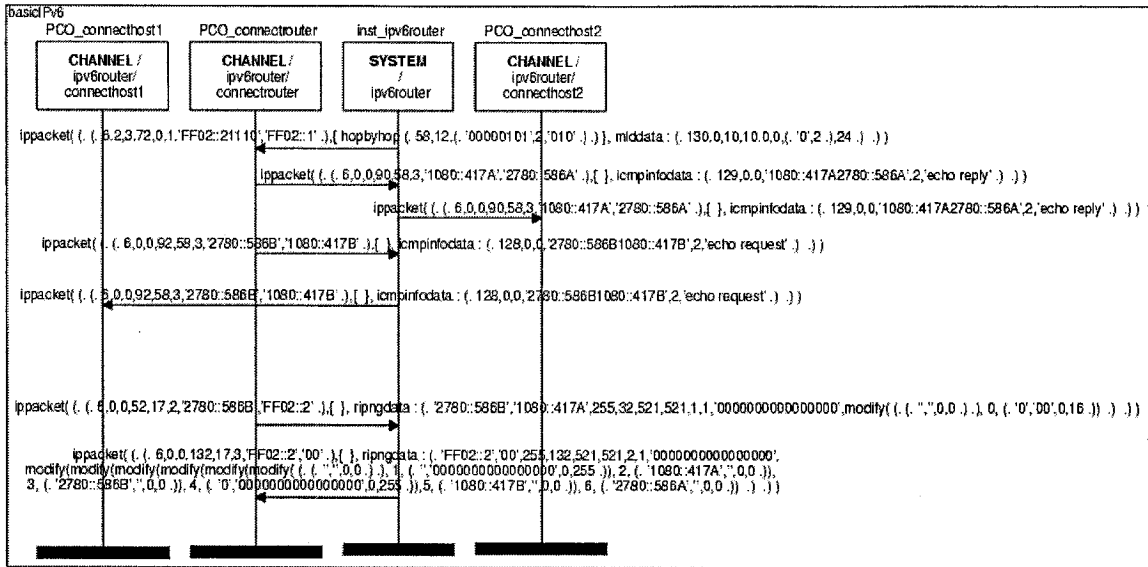 basicIPv6
PCO_connecthost1 PCO_connectrouter inst_ipv6router PCO_connecthost2
CHANNEL / CHANNEL / SYSTEM CHANNEL /
ipv6router/ ipv6router/ / ipv6router/
connecthost1 connectrouter ipv6router connecthost2
ippacket( (. (. 6,2,3,72,0,1,'FF02::21110','FF02::1' .),{ hopbyhop (. 58,12,(. '00000101',2,'010' .) .) }, mlddata : (. 130,0,10,10,0,0,(. '0',2 .),24 .) .) )
ippacket( (. (. 6,0,0,90,58,3,'1080::417A','2780::586A' .),{ }, icmpinfodata : (. 129,0,0,'1080::417A2780::586A',2,'echo reply' .) .) )
ippacket( (. (. 6,0,0,90,58,3,'1080::417A','2780::586A' .),{ }, icmpinfodata : (. 129,0,0,'1080::417A2780::586A',2,'echo reply' .) .) )
ippacket( (. (. 6,0,0,92,58,3,'2780::586B','1080::417B' .),{ }, icmpinfodata : (. 128,0,0,'2780::586B1080::417B',2,'echo request' .) .) )
ippacket( (. (. 6,0,0,92,58,3,'2780::586B','1080::417B' .),{ }, icmpinfodata : (. 128,0,0,'2780::586B1080::417B',2,'echo request' .) .) )
ippacket( (. (. 6,0,0,52,17,2,'2780::586B','FF02::2' .),{ }, ripngdata : (. '2780::586B','1080::417A',255,32,521,521,1,1,'0000000000000000',modify( (. (. '','',0,0 .) .), 0, (. '0','00',0,16 .)) .) .) )
ippacket( (. (. 6,0,0,132,17,3,'FF02::2','00' .),{ }, ripngdata : (. 'FF02::2','00',255,132,521,521,2,1,'0000000000000000',
modify(modify(modify(modify(modify(modify( (. (. '','',0,0 .) .), 1, (. '','0000000000000000',0,255 .)), 2, (. '1080::417A','',0,0 .)),
3, (. '2780::586B','',0,0 .)), 4, (. '0','0000000000000000',0,255 .)),5, (. '1080::417B','',0,0 .)), 6, (. '2780::586A','',0,0 .)) .) .) )